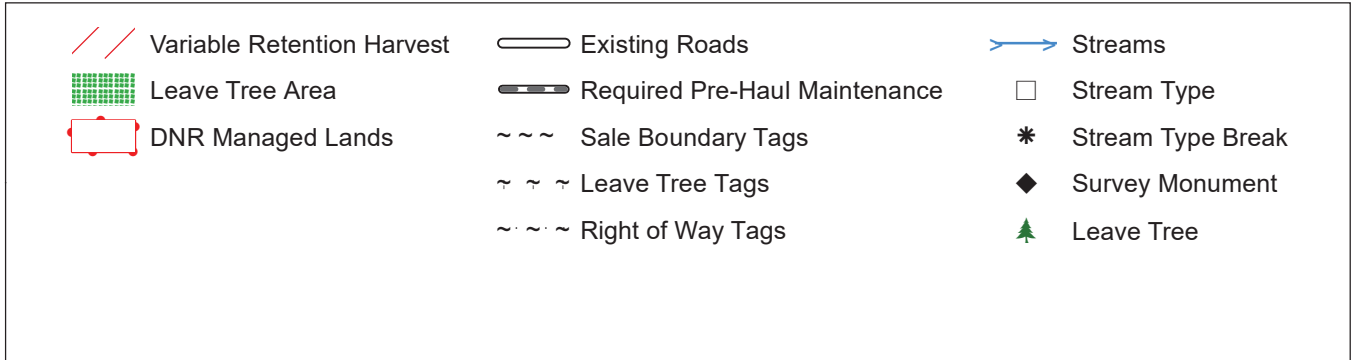 Variable Retention Harvest
Leave Tree Area
DNR Managed Lands
Existing Roads
Required Pre-Haul Maintenance
Sale Boundary Tags
Leave Tree Tags
Right of Way Tags
Streams
Stream Type
Stream Type Break
Survey Monument
Leave Tree